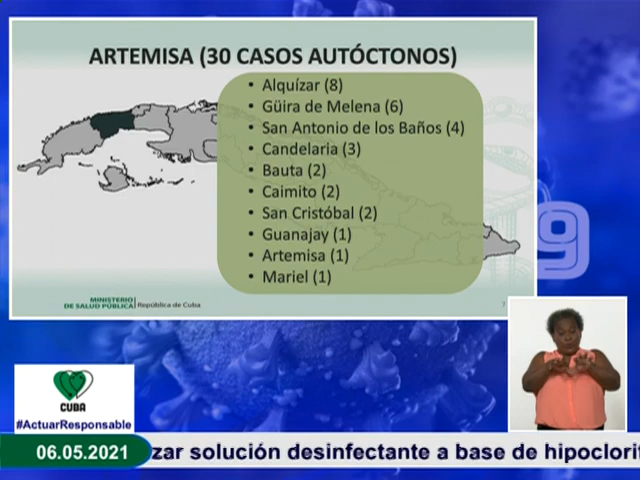 ARTEMISA (30 CASOS AUTÓCTONOS)
• Alquízar (8)
• Güira de Melena (6)
• San Antonio de los Baños (4)
• Candelaria (3)
• Bauta (2)
• Caimito (2)
• San Cristóbal (2)
• Guanajay (1)
• Artemisa (1)
• Mariel (1)
MINISTERIO
DE SALUD PÚBLICA República de Cuba
7
9
CUBA
#ActuarResponsable
06.05.2021 zar solución desinfectante a base de hipoclorit